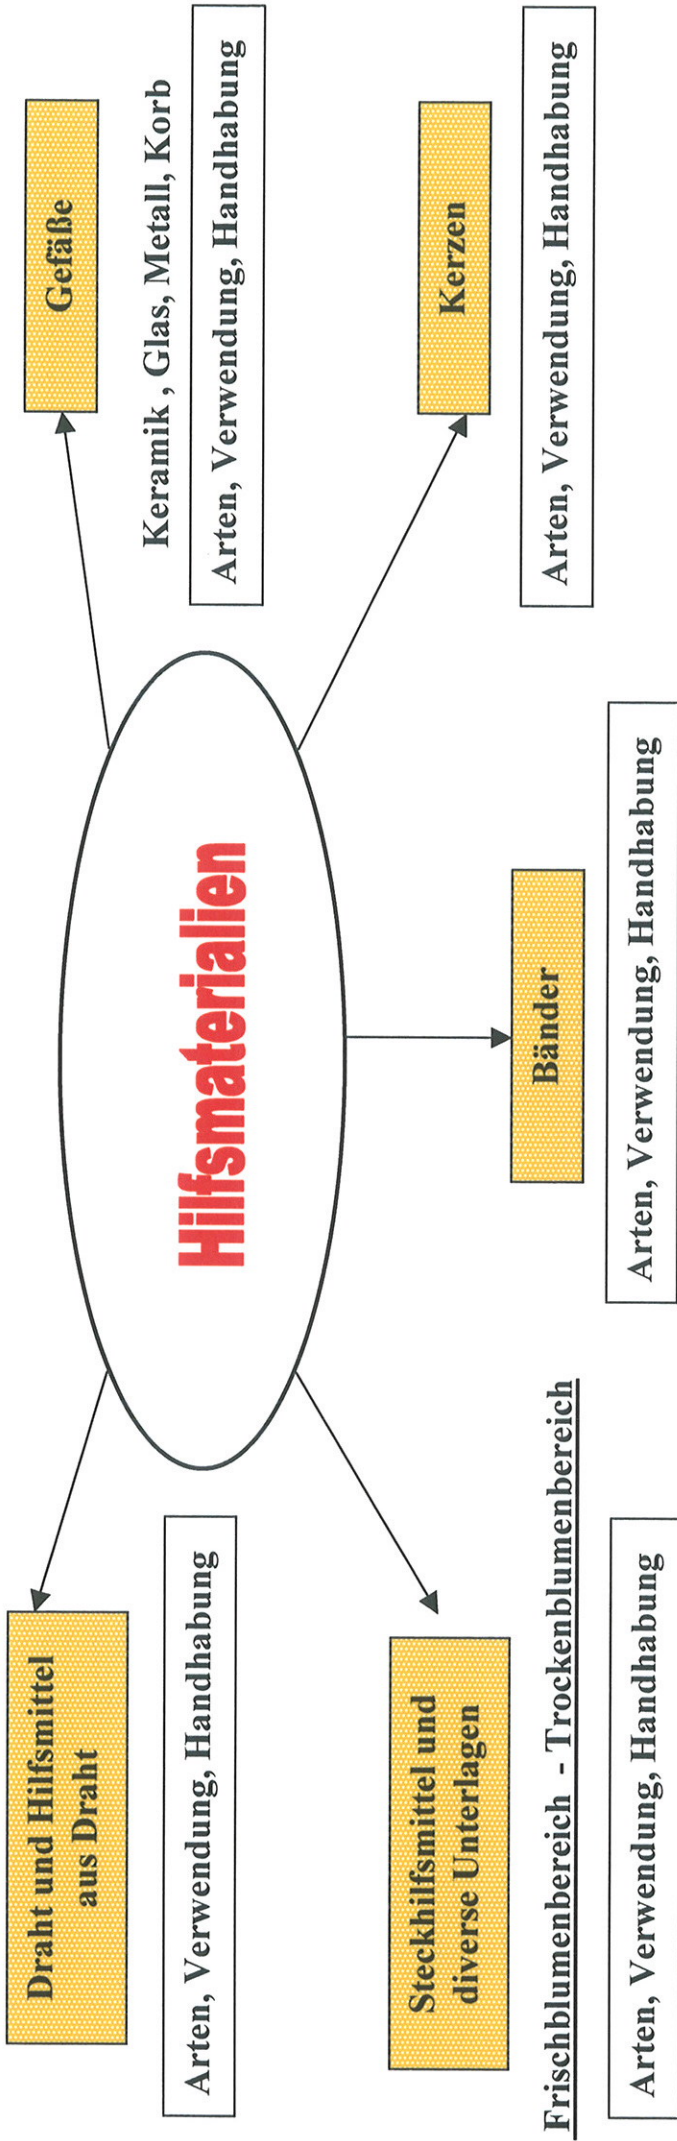 Draht und Hilfsmittel
aus Draht
Arten, Verwendung, Handhabung
Gefäße
Keramik , Glas, Metall, Korb
Arten, Verwendung, Handhabung
Hilfsmaterialien
Steckhilfsmittel und
diverse Unterlagen
Frischblumenbereich - Trockenblumenbereich
Arten, Verwendung, Handhabung
Bänder
Arten, Verwendung, Handhabung
Kerzen
Arten, Verwendung, Handhabung